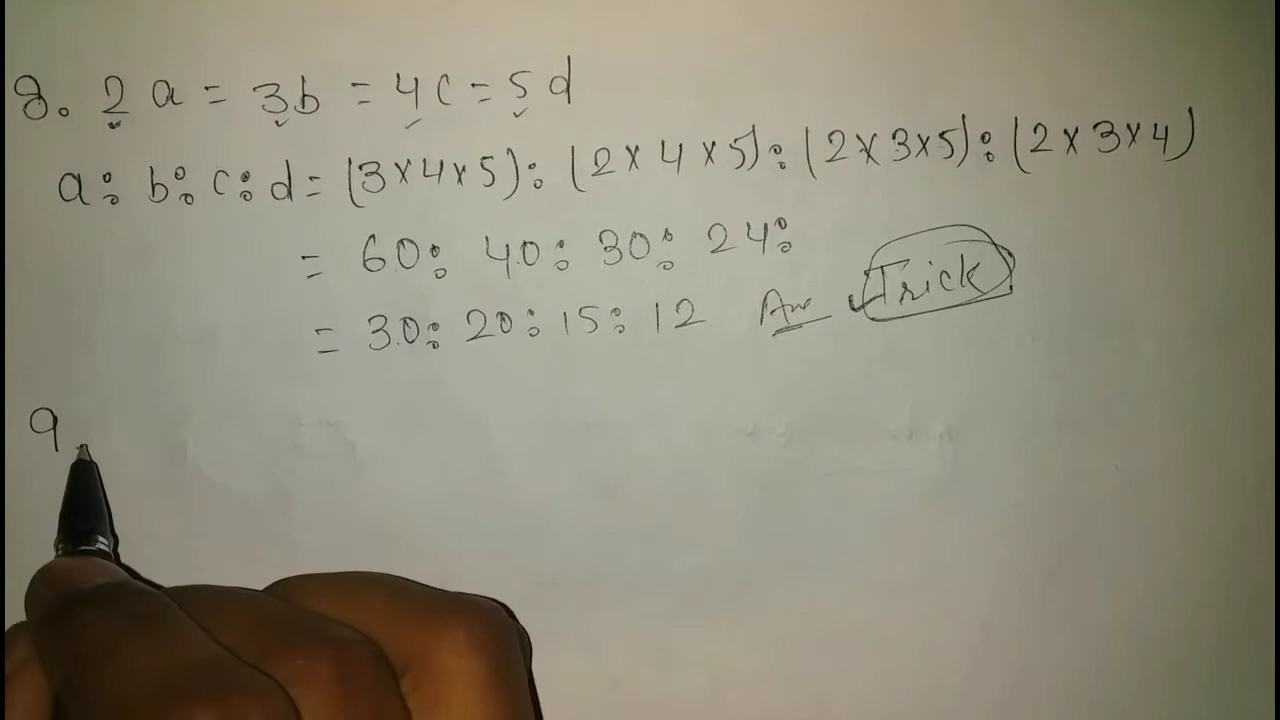 8. 2a = 3b = 4c = 5d
a : b : c : d = (3×4×5) : (2×4×5) : (2×3×5) : (2×3×4)
= 60 : 40 : 30 : 24 :
= 30 : 20 : 15 : 12 Ans Trick
9.